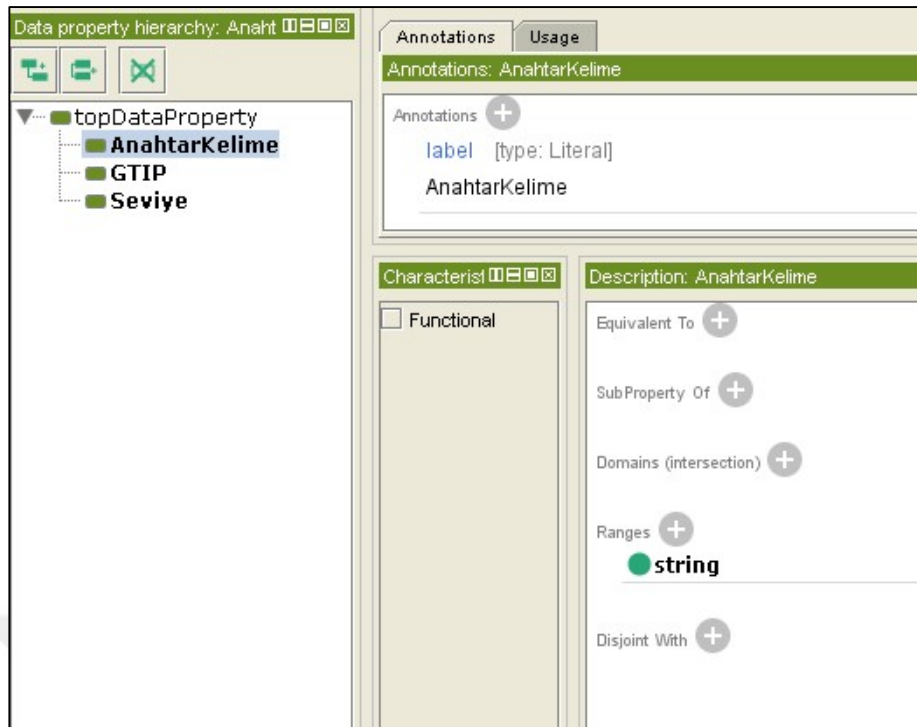 Data property hierarchy: Anaht
topDataProperty
AnahtarKelime
GTIP
Seviye
Annotations
Usage
Annotations: AnahtarKelime
Annotations
label [type: Literal]
AnahtarKelime
Characterist
Functional
Description: AnahtarKelime
Equivalent To
SubProperty Of
Domains (intersection)
Ranges
string
Disjoint With